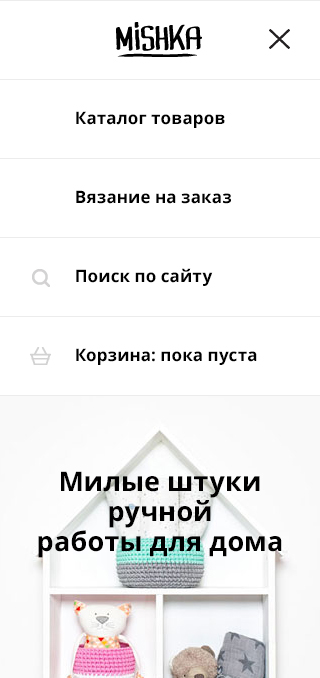 MiSHKA
Каталог товаров
Вязание на заказ
Поиск по сайту
Корзина: пока пуста
Милые штуки
ручной
работы для дома